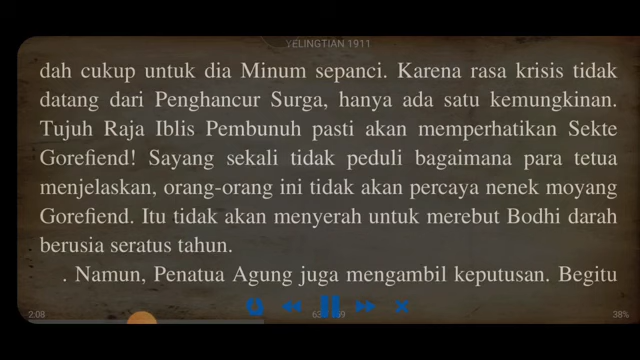 YELINGTIAN 1911
dah cukup untuk dia Minum sepanci. Karena rasa krisis tidak
datang dari Penghancur Surga, hanya ada satu kemungkinan.
Tujuh Raja Iblis Pembunuh pasti akan memperhatikan Sekte
Gorefiend! Sayang sekali tidak peduli bagaimana para tetua
menjelaskan, orang-orang ini tidak akan percaya nenek moyang
Gorefiend. Itu tidak akan menyerah untuk merebut Bodhi darah
berusia seratus tahun.
. Namun, Penatua Agung juga mengambil keputusan. Begitu
2:08
38%